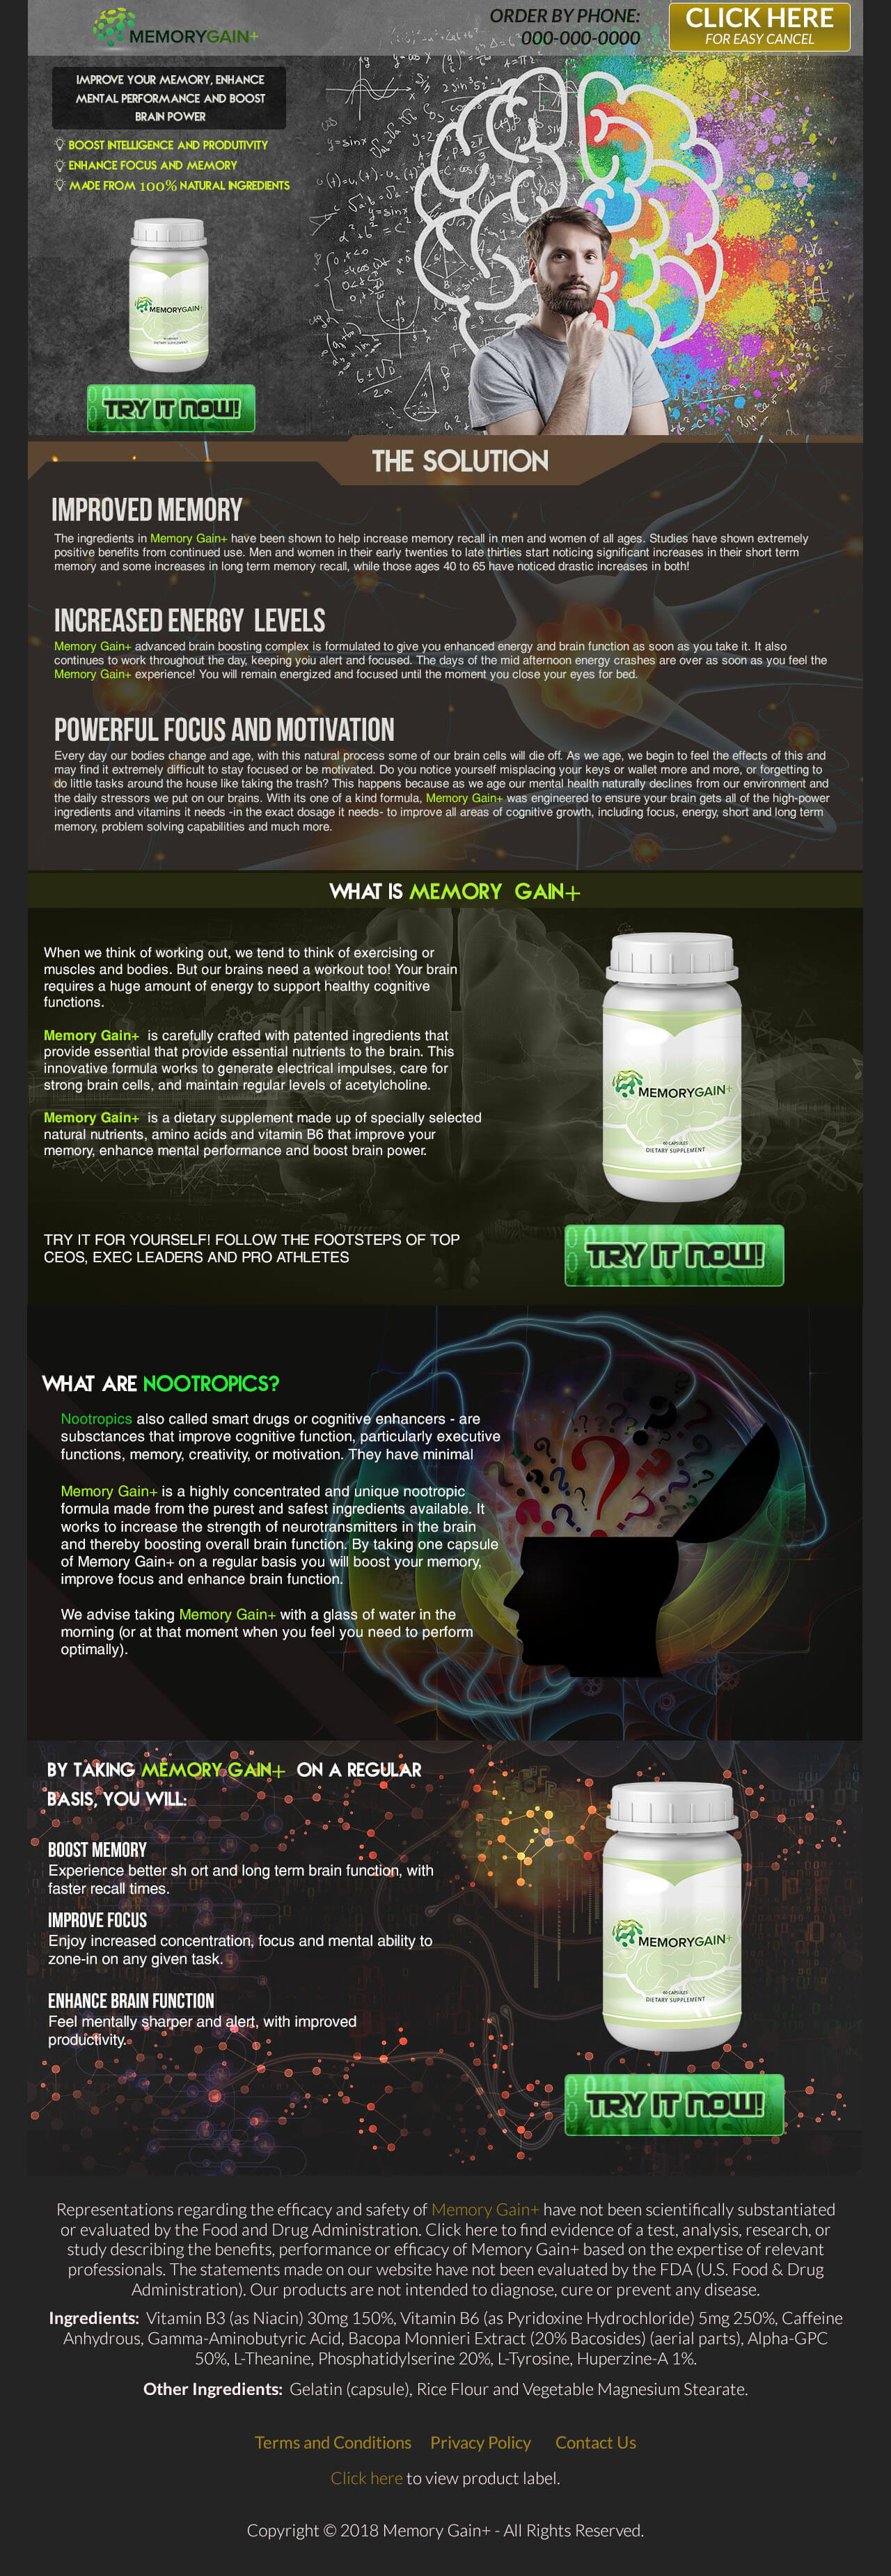 MEMORYGAIN+
ORDER BY PHONE:
000-000-0000
CLICK HERE
FOR EASY CANCEL
IMPROVE YOUR MEMORY, ENHANCE
MENTAL PERFORMANCE AND BOOST
BRAIN POWER
BOOST INTELLIGENCE AND PRODUTIVITY
ENHANCE FOCUS AND MEMORY
MADE FROM 100% NATURAL INGREDIENTS
MEMORYGAIN+
DIETARY SUPPLEMENT
TRY IT NOW!
THE SOLUTION
IMPROVED MEMORY
The ingredients in Memory Gain+ have been shown to help increase memory recall in men and women of all ages. Studies have shown extremely
positive benefits from continued use. Men and women in their early twenties to late thirties start noticing significant increases in their short term
memory and some increases in long term memory recall, while those ages 40 to 65 have noticed drastic increases in both!
INCREASED ENERGY LEVELS
Memory Gain+ advanced brain boosting complex is formulated to give you enhanced energy and brain function as soon as you take it. It also
continues to work throughout the day, keeping yoiu alert and focused. The days of the mid afternoon energy crashes are over as soon as you feel the
Memory Gain+ experience! You will remain energized and focused until the moment you close your eyes for bed.
POWERFUL FOCUS AND MOTIVATION
Every day our bodies change and age, with this natural process some of our brain cells will die off. As we age, we begin to feel the effects of this and
may find it extremely difficult to stay focused or be motivated. Do you notice yourself misplacing your keys or wallet more and more, or forgetting to
do little tasks around the house like taking the trash? This happens because as we age our mental health naturally declines from our environment and
the daily stressors we put on our brains. With its one of a kind formula, Memory Gain+ was engineered to ensure your brain gets all of the high-power
ingredients and vitamins it needs -in the exact dosage it needs- to improve all areas of cognitive growth, including focus, energy, short and long term
memory, problem solving capabilities and much more.
WHAT IS MEMORY GAIN+
When we think of working out, we tend to think of exercising or
muscles and bodies. But our brains need a workout too! Your brain
requires a huge amount of energy to support healthy cognitive
functions.
Memory Gain+ is carefully crafted with patented ingredients that
provide essential that provide essential nutrients to the brain. This
innovative formula works to generate electrical impulses, care for
strong brain cells, and maintain regular levels of acetylcholine.
Memory Gain+ is a dietary supplement made up of specially selected
natural nutrients, amino acids and vitamin B6 that improve your
memory, enhance mental performance and boost brain power.
MEMORYGAIN+
60 CAPSULES
DIETARY SUPPLEMENT
TRY IT FOR YOURSELF! FOLLOW THE FOOTSTEPS OF TOP
CEOS, EXEC LEADERS AND PRO ATHLETES
TRY IT NOW!
WHAT ARE NOOTROPICS?
Nootropics also called smart drugs or cognitive enhancers - are
subsctances that improve cognitive function, particularly executive
functions, memory, creativity, or motivation. They have minimal
Memory Gain+ is a highly concentrated and unique nootropic
formula made from the purest and safest ingredients available. It
works to increase the strength of neurotransmitters in the brain
and thereby boosting overall brain function. By taking one capsule
of Memory Gain+ on a regular basis you will boost your memory,
improve focus and enhance brain function.
We advise taking Memory Gain+ with a glass of water in the
morning (or at that moment when you feel you need to perform
optimally).
BY TAKING MEMORY GAIN+ ON A REGULAR
BASIS, YOU WILL:
BOOST MEMORY
Experience better sh ort and long term brain function, with
faster recall times.
IMPROVE FOCUS
Enjoy increased concentration, focus and mental ability to
zone-in on any given task.
ENHANCE BRAIN FUNCTION
Feel mentally sharper and alert, with improved
productivity.
MEMORYGAIN+
60 CAPSULES
DIETARY SUPPLEMENT
TRY IT NOW!
Representations regarding the efficacy and safety of Memory Gain+ have not been scientifically substantiated
or evaluated by the Food and Drug Administration. Click here to find evidence of a test, analysis, research, or
study describing the benefits, performance or efficacy of Memory Gain+ based on the expertise of relevant
professionals. The statements made on our website have not been evaluated by the FDA (U.S. Food & Drug
Administration). Our products are not intended to diagnose, cure or prevent any disease.
Ingredients: Vitamin B3 (as Niacin) 30mg 150%, Vitamin B6 (as Pyridoxine Hydrochloride) 5mg 250%, Caffeine
Anhydrous, Gamma-Aminobutyric Acid, Bacopa Monnieri Extract (20% Bacosides) (aerial parts), Alpha-GPC
50%, L-Theanine, Phosphatidylserine 20%, L-Tyrosine, Huperzine-A 1%.
Other Ingredients: Gelatin (capsule), Rice Flour and Vegetable Magnesium Stearate.
Terms and Conditions Privacy Policy Contact Us
Click here to view product label.
Copyright © 2018 Memory Gain+ - All Rights Reserved.